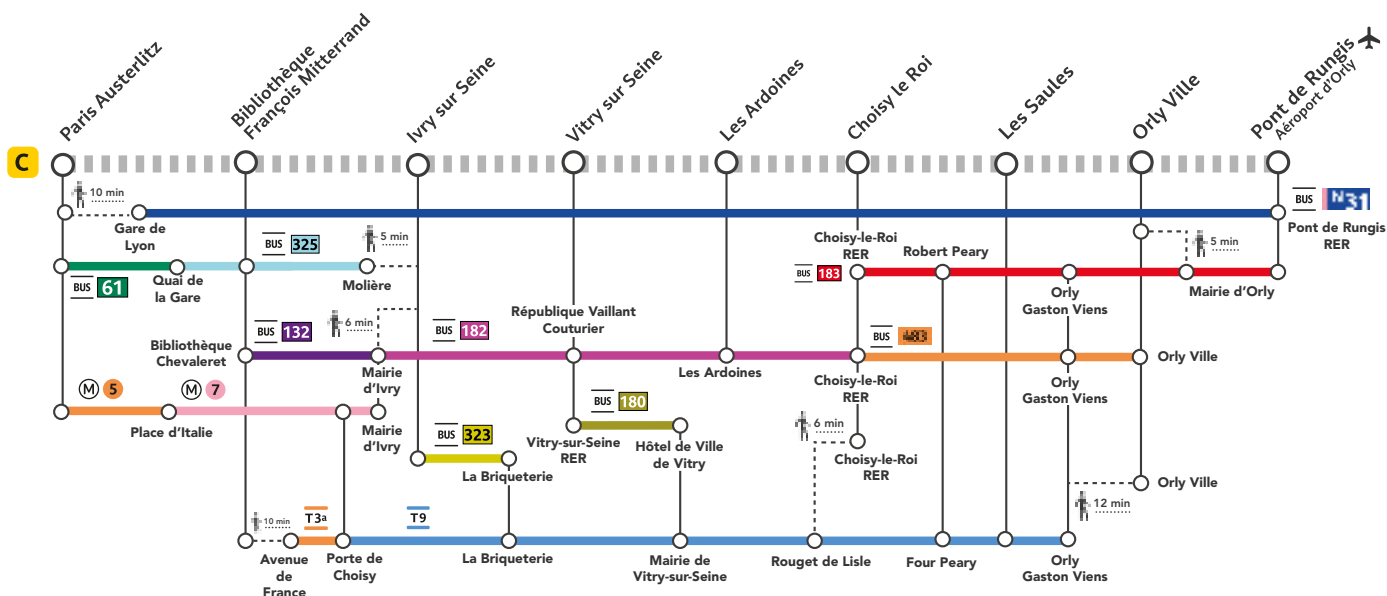 Paris Austerlitz
Bibliothèque
François Mitterrand
Ivry sur Seine
Vitry sur Seine
Les Ardoines
Choisy le Roi
Les Saules
Orly Ville
Pont de Rungis
Aéroport d'Orly
C
10 min
BUS N31
Gare de
Lyon
Pont de Rungis
RER
BUS 325
5 min
Choisy-le-Roi
RER
Robert Peary
5 min
BUS 61
Quai de
la Gare
Molière
BUS 183
Orly
Gaston Viens
Mairie d'Orly
BUS 132
6 min
BUS 182
République Vaillant
Couturier
BUS
Bibliothèque
Chevaleret
Mairie
d'Ivry
Les Ardoines
Choisy-le-Roi
RER
Orly
Gaston Viens
Orly Ville
M 5
M 7
Place d'Italie
Mairie
d'Ivry
BUS 180
BUS 323
Vitry-sur-Seine
RER
Hôtel de Ville
de Vitry
6 min
Choisy-le-Roi
RER
La Briqueterie
Orly Ville
10 min
T3a
T9
12 min
Avenue
de
France
Porte de
Choisy
La Briqueterie
Mairie de
Vitry-sur-Seine
Rouget de Lisle
Four Peary
Orly
Gaston Viens